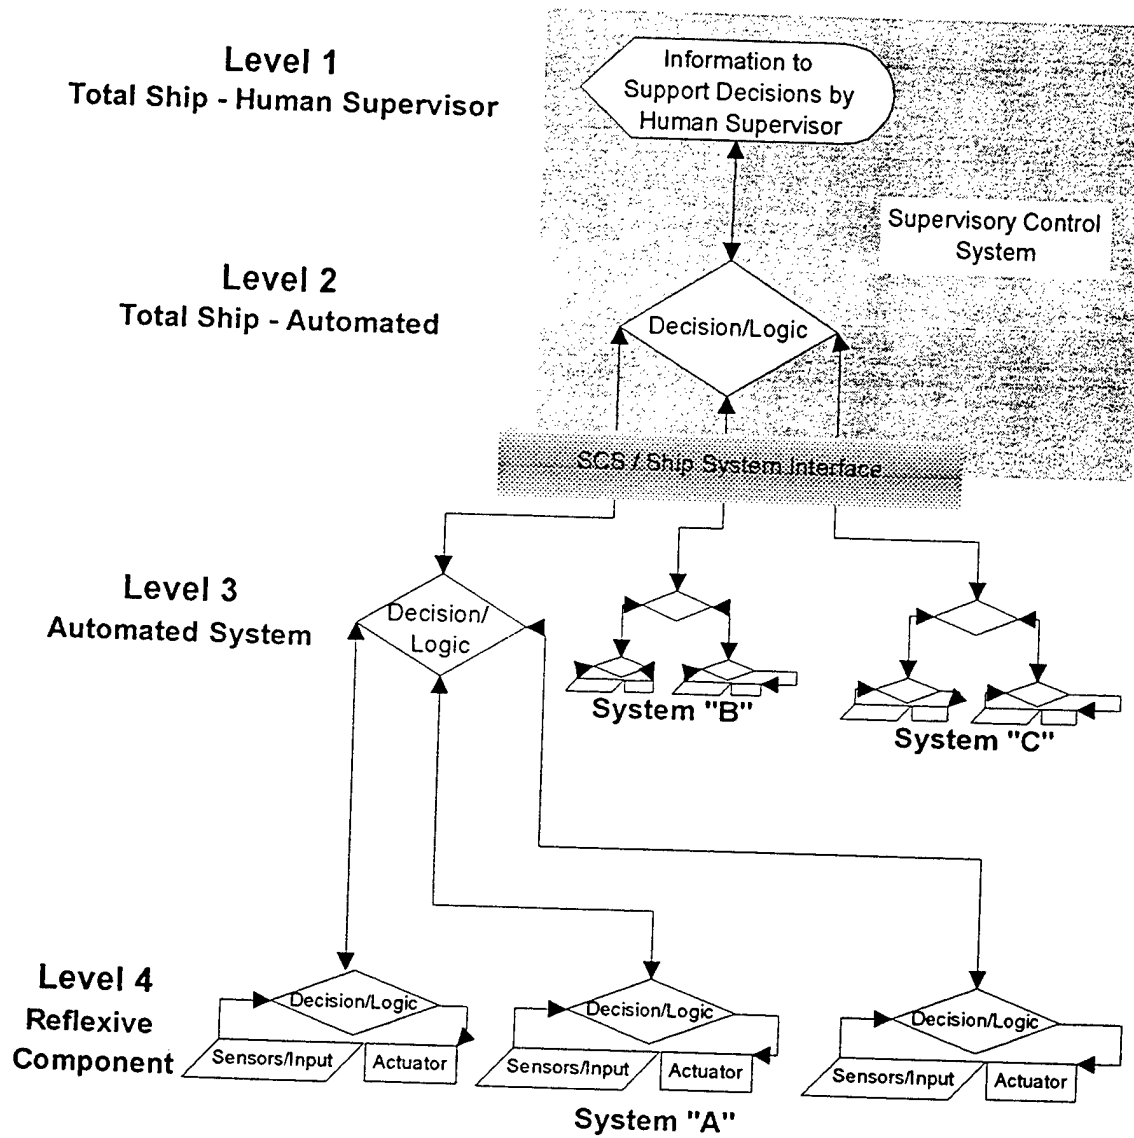 Level 1
Total Ship - Human Supervisor
Information to
Support Decisions by
Human Supervisor
Supervisory Control
System
Level 2
Total Ship - Automated
Decision/Logic
SCS / Ship System Interface
Level 3
Automated System
Decision/
Logic
System "B"
System "C"
Level 4
Reflexive
Component
Decision/Logic
Sensors/Input
Actuator
Decision/Logic
Sensors/Input
Actuator
Decision/Logic
Sensors/Input
Actuator
System "A"